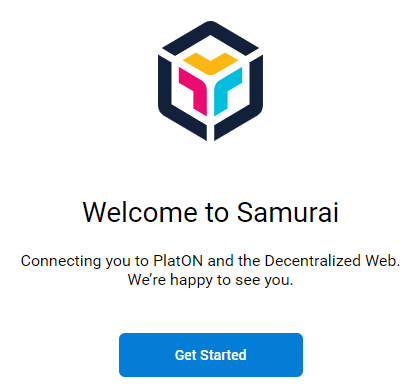 Welcome to Samurai
Connecting you to PlatON and the Decentralized Web.
We’re happy to see you.
Get Started